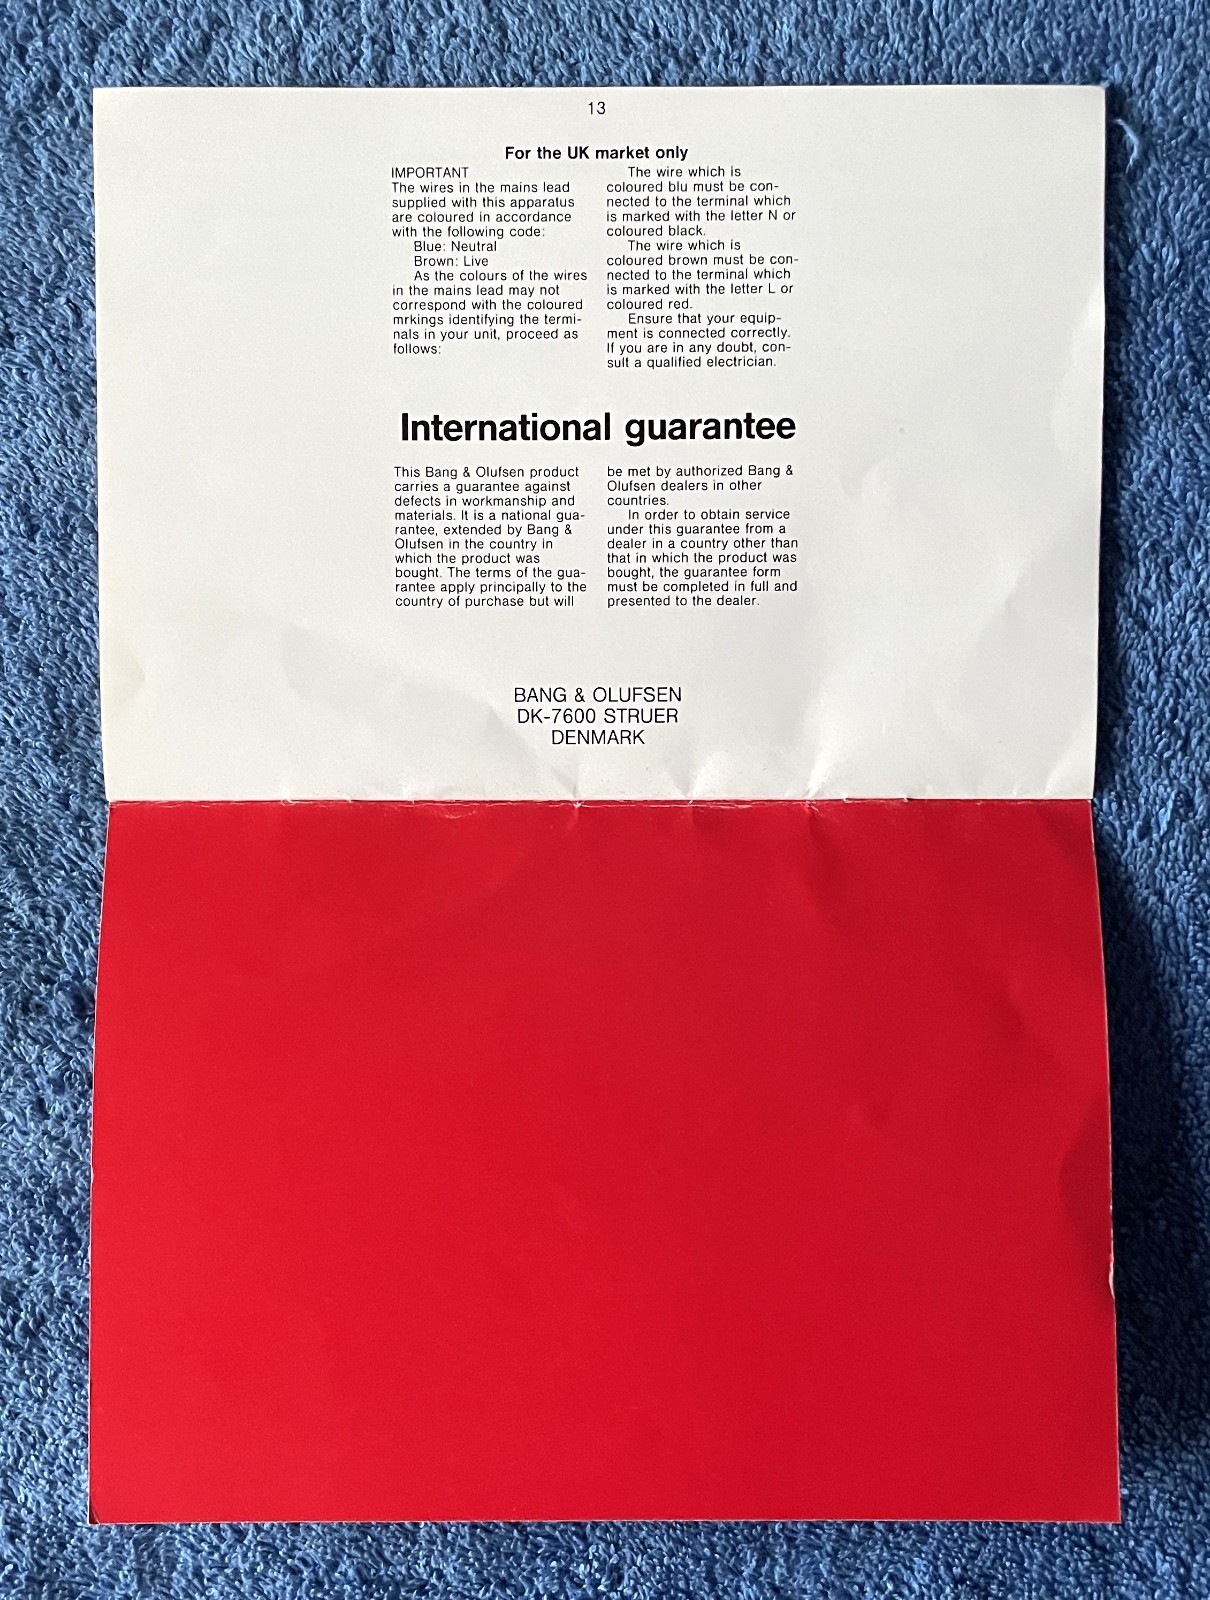 13
For the UK market only
IMPORTANT
The wires in the mains lead
supplied with this apparatus
are coloured in accordance
with the following code:
Blue: Neutral
Brown: Live
As the colours of the wires
in the mains lead may not
correspond with the coloured
mrkings identifying the termi-
nals in your unit, proceed as
follows:
The wire which is
coloured blu must be con-
nected to the terminal which
is marked with the letter N or
coloured black.
The wire which is
coloured brown must be con-
nected to the terminal which
is marked with the letter L or
coloured red.
Ensure that your equip-
ment is connected correctly.
If you are in any doubt, con-
sult a qualified electrician.
International guarantee
This Bang & Olufsen product
carries a guarantee against
defects in workmanship and
materials. It is a national gua-
rantee, extended by Bang &
Olufsen in the country in
which the product was
bought. The terms of the gua-
rantee apply principally to the
country of purchase but will
be met by authorized Bang &
Olufsen dealers in other
countries.
In order to obtain service
under this guarantee from a
dealer in a country other than
that in which the product was
bought, the guarantee form
must be completed in full and
presented to the dealer.
BANG & OLUFSEN
DK-7600 STRUER
DENMARK